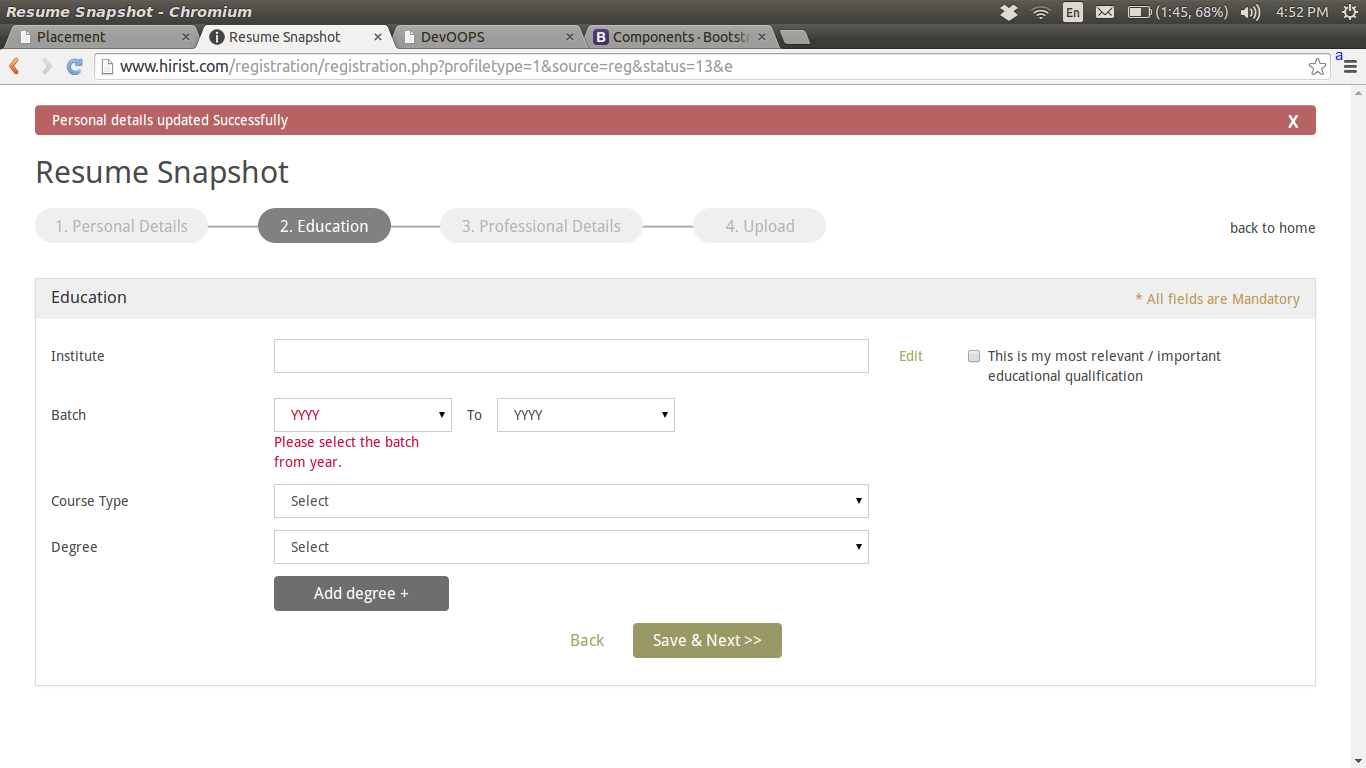 Resume Snapshot - Chromium
En
(1:45, 68%)
4:52 PM
Placement
Resume Snapshot
DevOOPS
B Components · Bootst
www.hirist.com/registration/registration.php?profiletype=1&source=reg&status=13&e
a
Personal details updated Successfully
X
Resume Snapshot
1. Personal Details
2. Education
3. Professional Details
4. Upload
back to home
Education
* All fields are Mandatory
Institute
Edit
This is my most relevant / important
educational qualification
Batch
YYYY
To
YYYY
Please select the batch
from year.
Course Type
Select
Degree
Select
Add degree +
Back
Save & Next >>